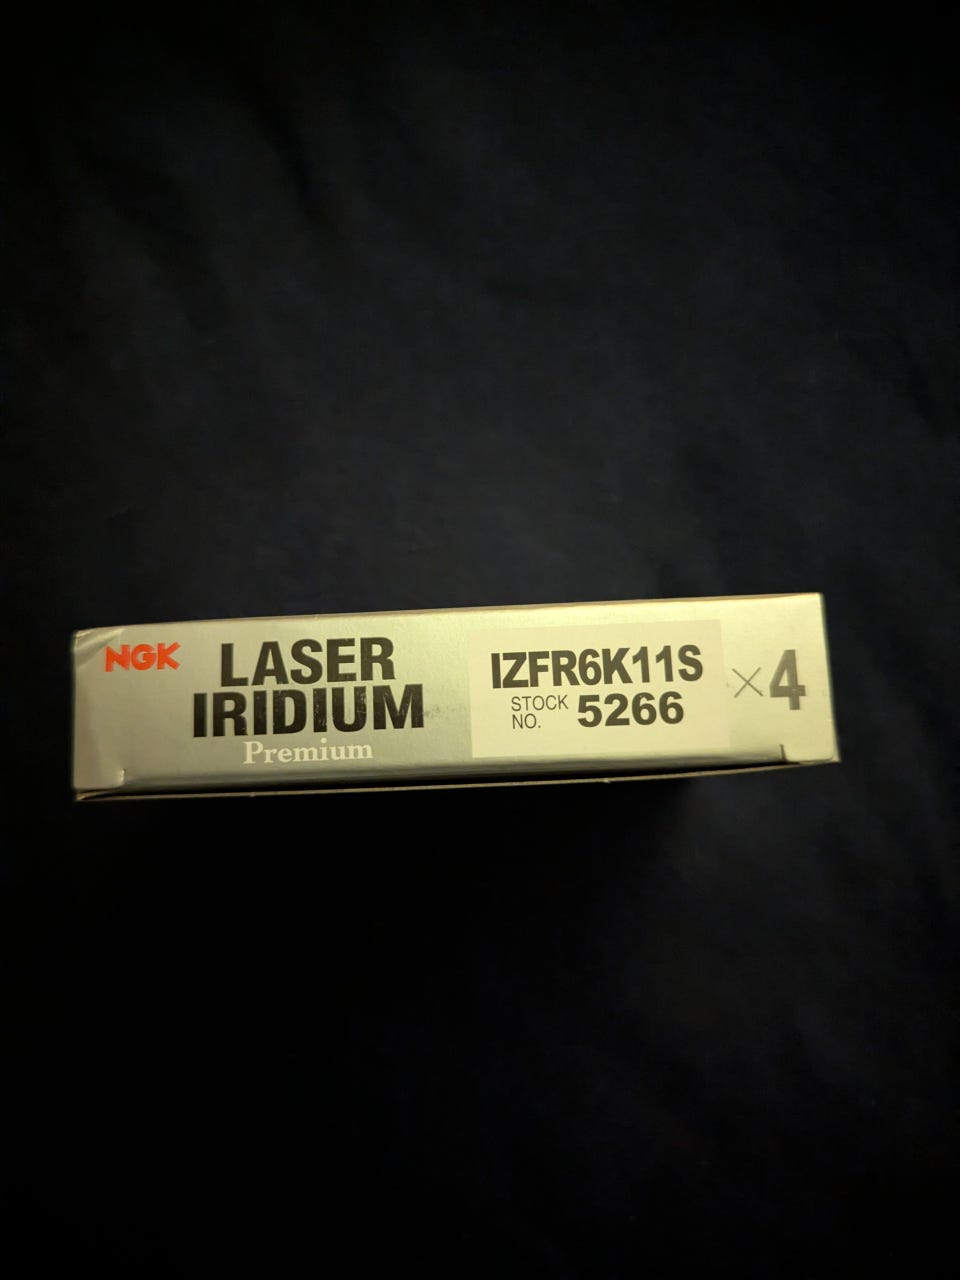 NGK
LASER
IRIDIUM
Premium
IZFR6K11S
STOCK NO. 5266
×4